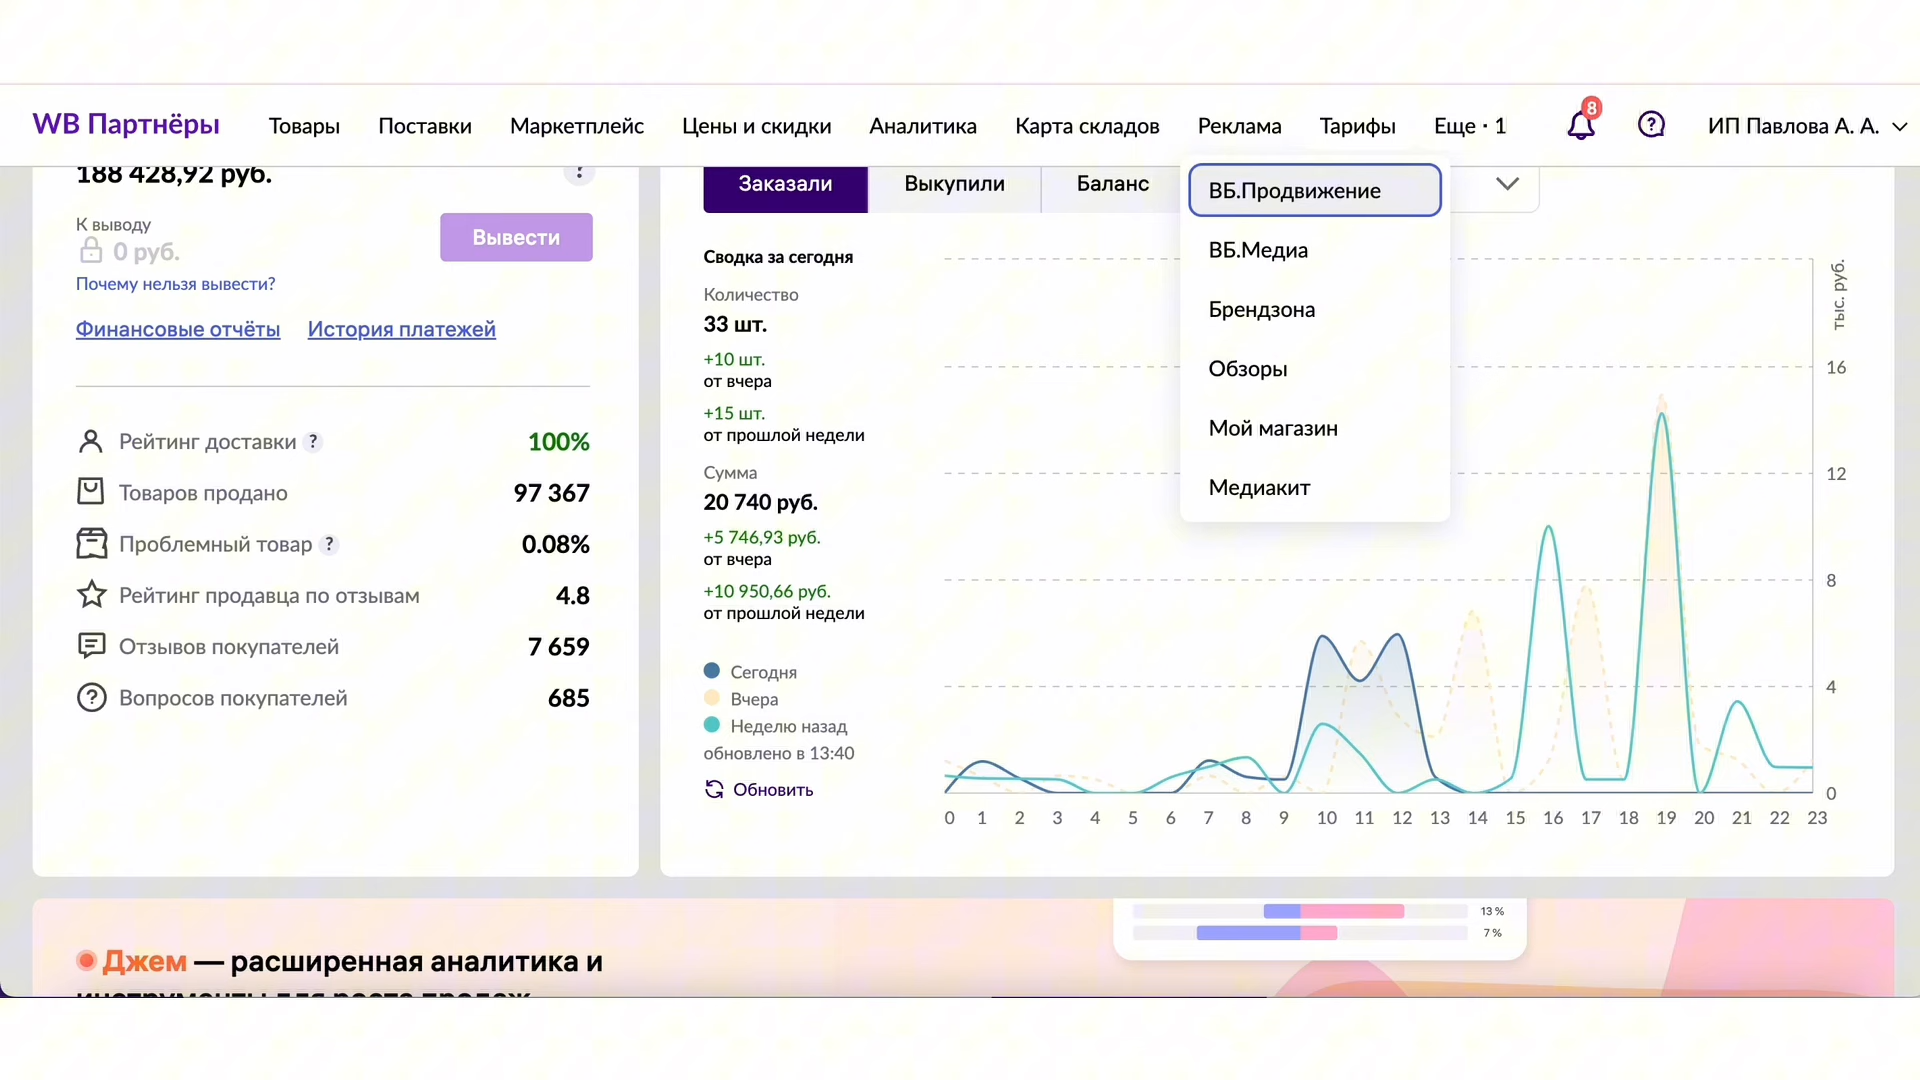 WB Партнёры
Товары
Поставки
Маркетплейс
Цены и скидки
Аналитика
Карта складов
Реклама
Тарифы
Еще · 1
8
?
ИП Павлова А. А.
188 428,92 руб.
?
К выводу
0 руб.
Вывести
Почему нельзя вывести?
Финансовые отчёты
История платежей
Рейтинг доставки ?
100%
Товаров продано
97 367
Проблемный товар ?
0.08%
Рейтинг продавца по отзывам
4.8
Отзывов покупателей
7 659
? Вопросов покупателей
685
Заказали
Выкупили
Баланс
ВБ.Продвижение
ВБ.Медиа
Брендзона
Обзоры
Мой магазин
Медиакит
Сводка за сегодня
Количество
33 шт.
+10 шт.
от вчера
+15 шт.
от прошлой недели
Сумма
20 740 руб.
+5 746,93 руб.
от вчера
+10 950,66 руб.
от прошлой недели
Сегодня
Вчера
Неделю назад
обновлено в 13:40
Обновить
тыс. руб.
16
12
8
4
0
0 1 2 3 4 5 6 7 8 9 10 11 12 13 14 15 16 17 18 19 20 21 22 23
Джем — расширенная аналитика и
инструменты для роста продаж
13 %
7 %